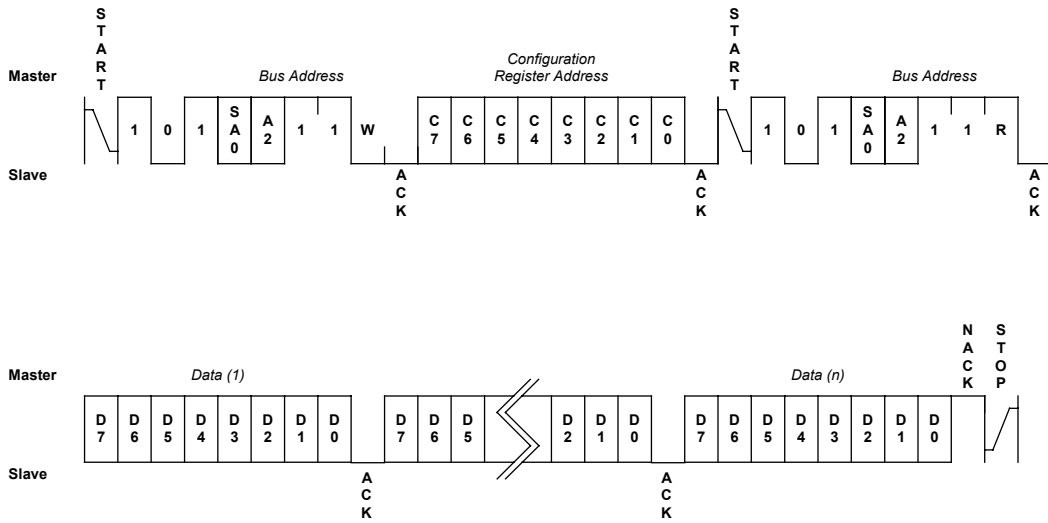 START
START
Configuration
Master
Bus Address
Register Address
Bus Address
1 0 1 SA0 A2 1 1 W C7 C6 C5 C4 C3 C2 C1 C0 1 0 1 SA0 A2 1 1 R
Slave
ACK
ACK
ACK
NACK
STOP
Master
Data (1)
Data (n)
D7 D6 D5 D4 D3 D2 D1 D0 D7 D6 D5 D2 D1 D0 D7 D6 D5 D4 D3 D2 D1 D0
Slave
ACK
ACK